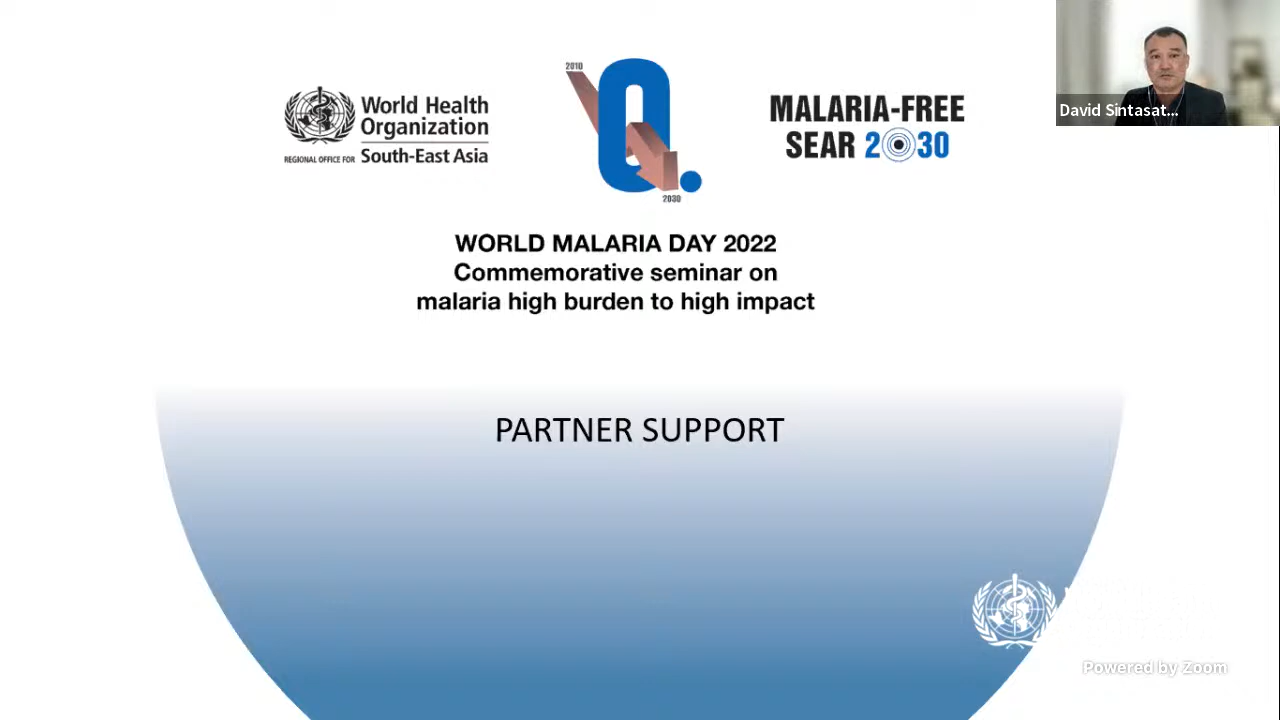 David Sintasat...
2010
World Health
Organization
REGIONAL OFFICE FOR South-East Asia
0.
2030
MALARIA-FREE
SEAR 2030
WORLD MALARIA DAY 2022
Commemorative seminar on
malaria high burden to high impact
PARTNER SUPPORT
Powered by Zoom